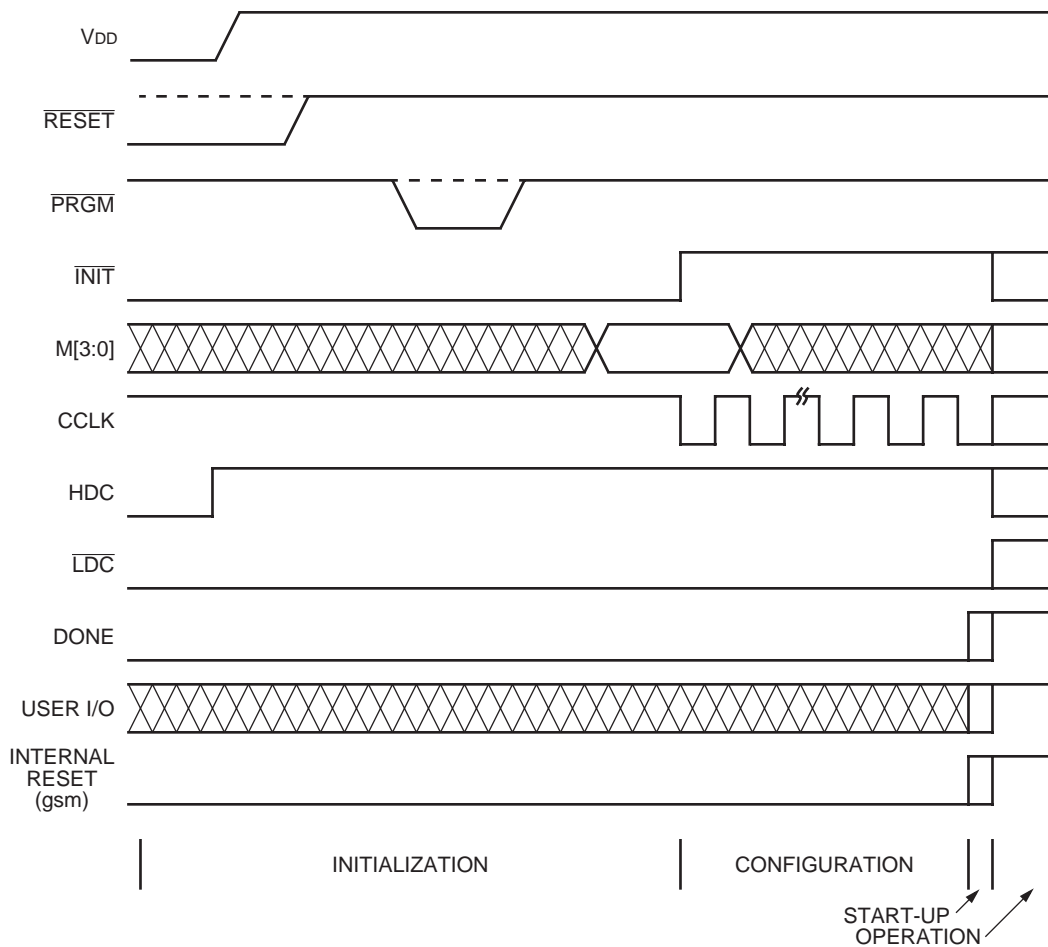 VDD
RESET
PRGM
INIT
M[3:0]
CCLK
HDC
LDC
DONE
USER I/O
INTERNAL
RESET
(gsm)
INITIALIZATION
CONFIGURATION
START-UP
OPERATION